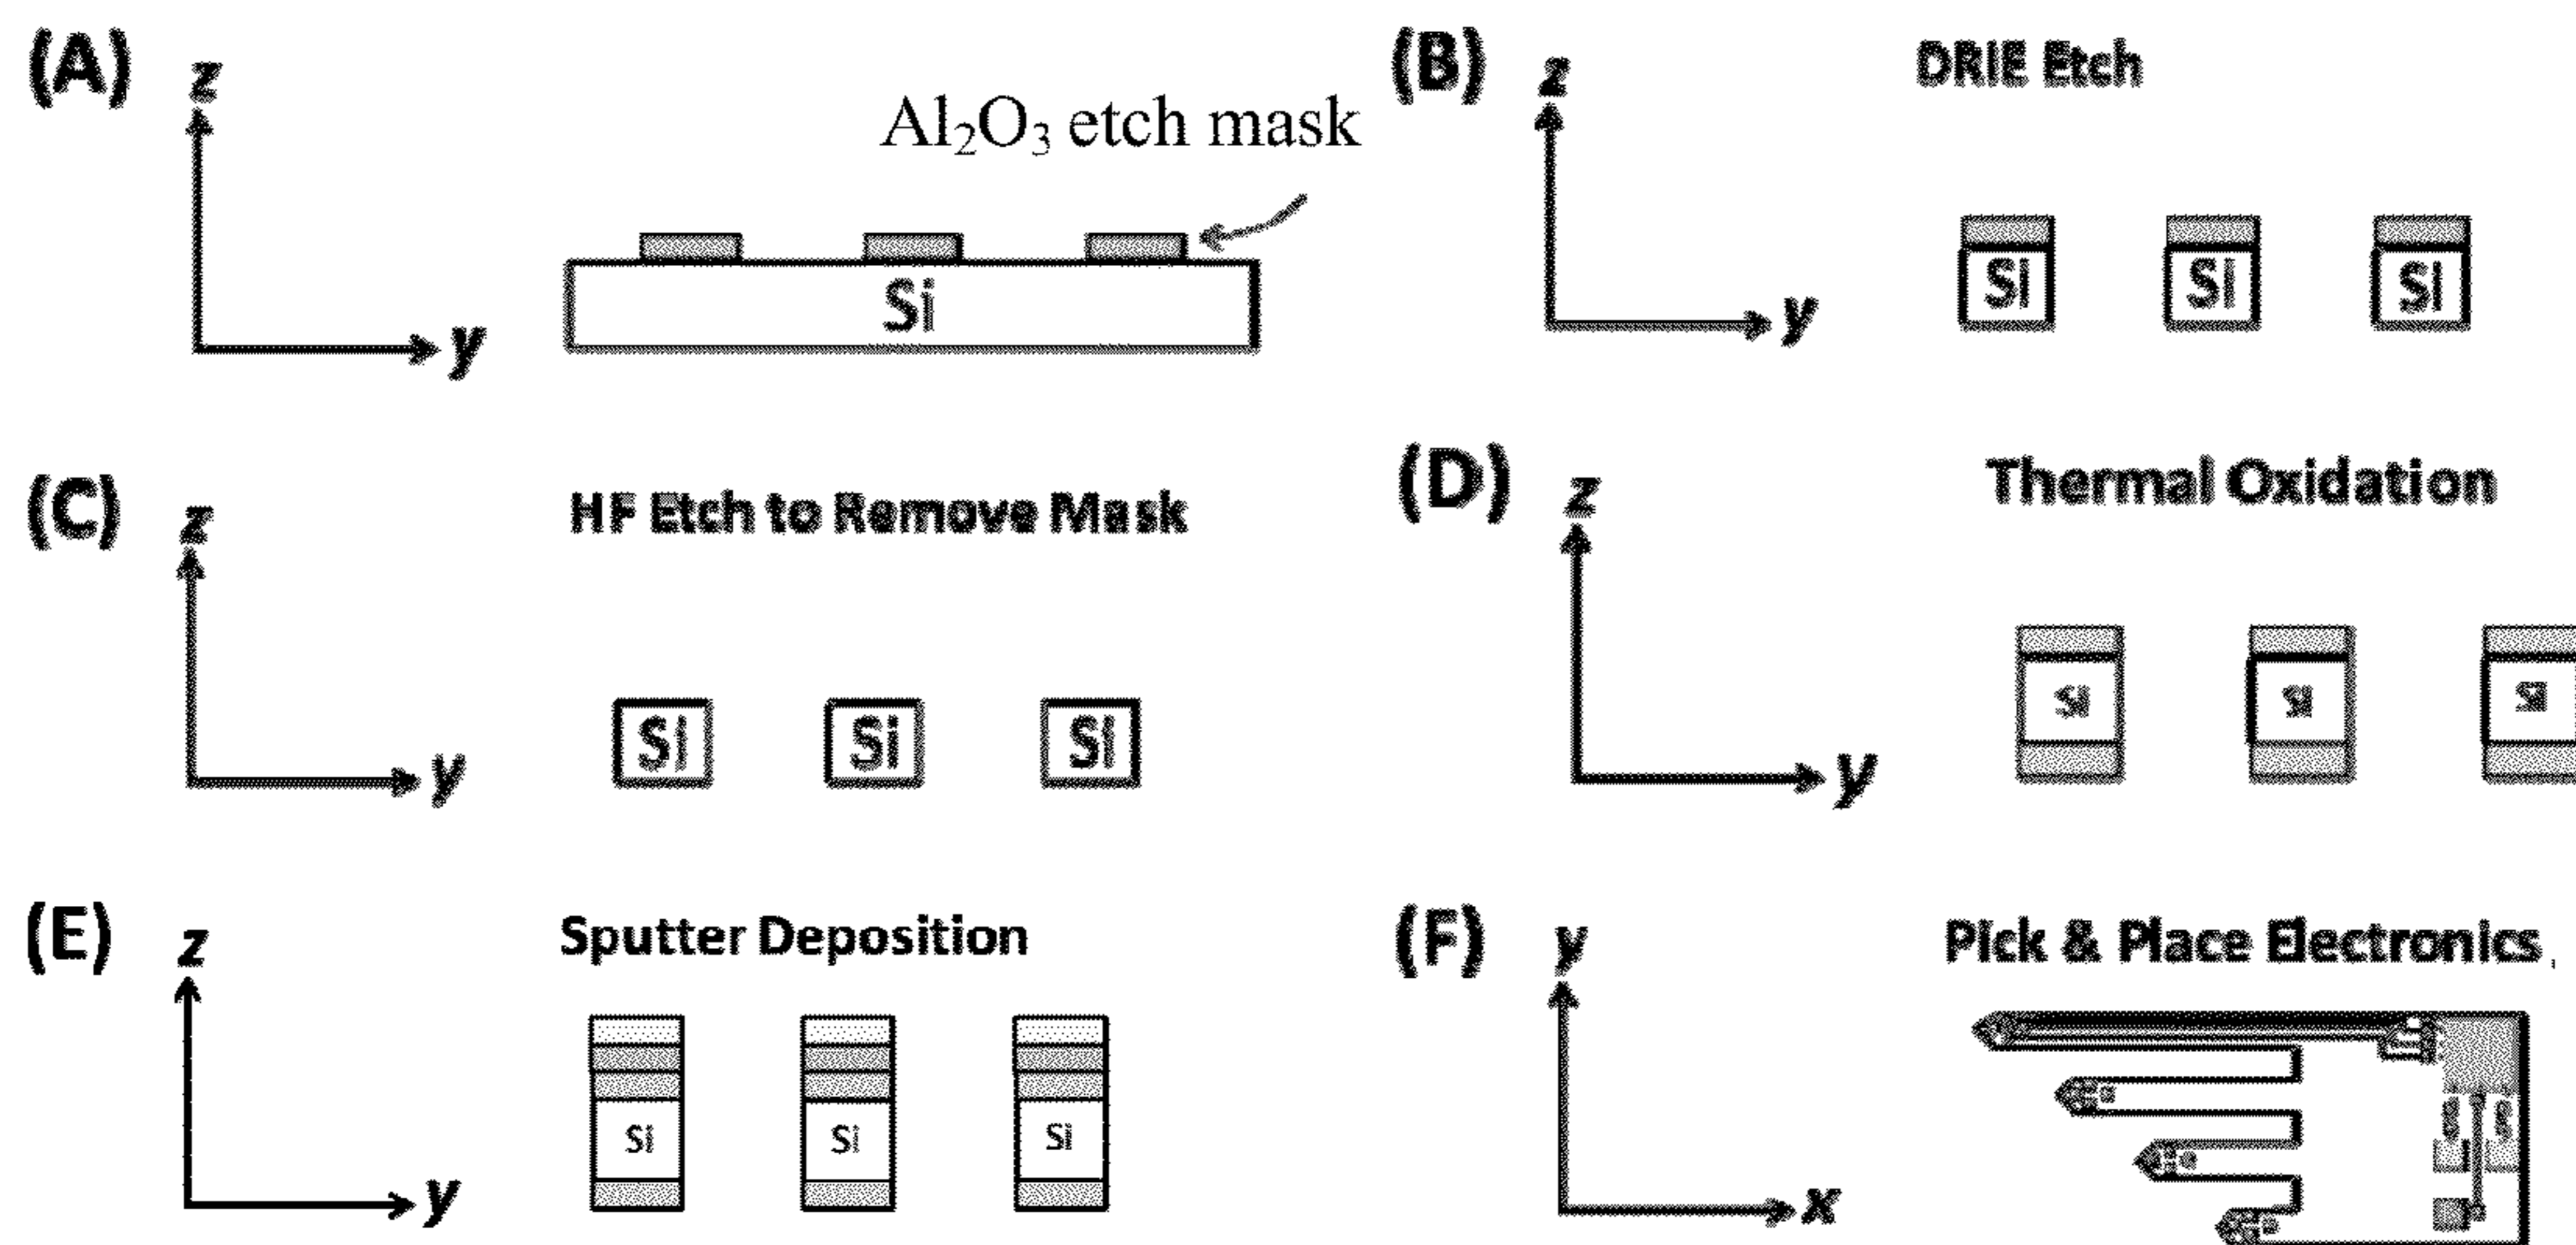 (A)
z
Al₂O₃ etch mask
Si
y
(B)
z
DRIE Etch
Si Si Si
y
(C)
z
HF Etch to Remove Mask
Si Si Si
y
(D)
z
Thermal Oxidation
Si Si Si
y
(E)
z
Sputter Deposition
Si Si Si
y
(F)
y
Pick & Place Electronics
x